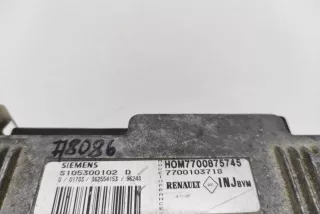 A8086
SIEMENS
S105300102 D
HOM7700875745
7700103718
RENAULT INJ BVM